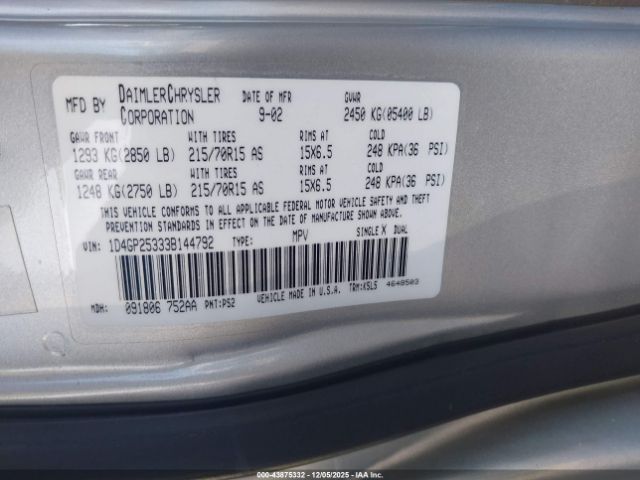 MFD BY DAIMLERCHRYSLER CORPORATION DATE OF MFR 9-02 GVWR 2450 KG(05400 LB)
GAWR FRONT WITH TIRES RIMS AT COLD
1293 KG(2850 LB) 215/70R15 AS 15X6.5 248 KPA(36 PSI)
GAWR REAR WITH TIRES RIMS AT COLD
1248 KG(2750 LB) 215/70R15 AS 15X6.5 248 KPA(36 PSI)
THIS VEHICLE CONFORMS TO ALL APPLICABLE FEDERAL MOTOR VEHICLE SAFETY AND THEFT
PREVENTION STANDARDS IN EFFECT ON THE DATE OF MANUFACTURE SHOWN ABOVE.
VIN: 1D4GP25333B144792 TYPE: MPV SINGLE X DUAL
MDH: 091806 752AA PNT:PS2 VEHICLE MADE IN U.S.A. TRM:K5L5 4648503
© IAA 2025
# 43875332 - 12/05/2025 - IAA HOLDINGS, LLC